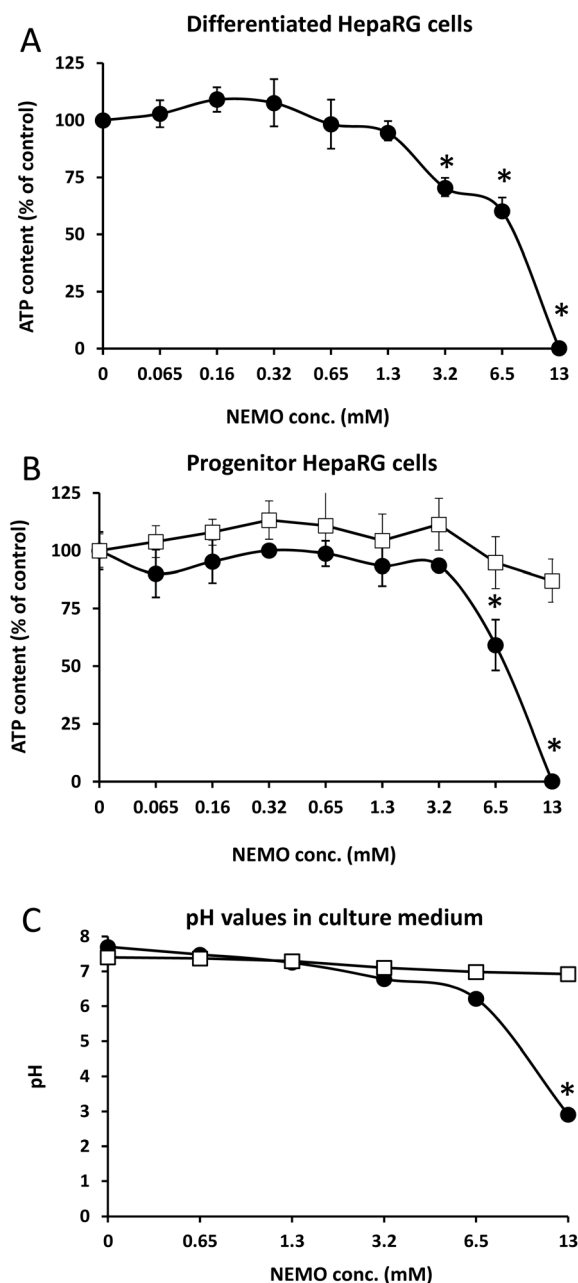 A
Differentiated HepaRG cells
ATP content (% of control)
125
100
75
50
25
0
*
*
*
0 0.065 0.16 0.32 0.65 1.3 3.2 6.5 13
NEMO conc. (mM)
B
Progenitor HepaRG cells
ATP content (% of control)
125
100
75
50
25
0
*
*
0 0.065 0.16 0.32 0.65 1.3 3.2 6.5 13
NEMO conc. (mM)
C
pH values in culture medium
pH
8
7
6
5
4
3
2
1
0
*
0 0.65 1.3 3.2 6.5 13
NEMO conc. (mM)